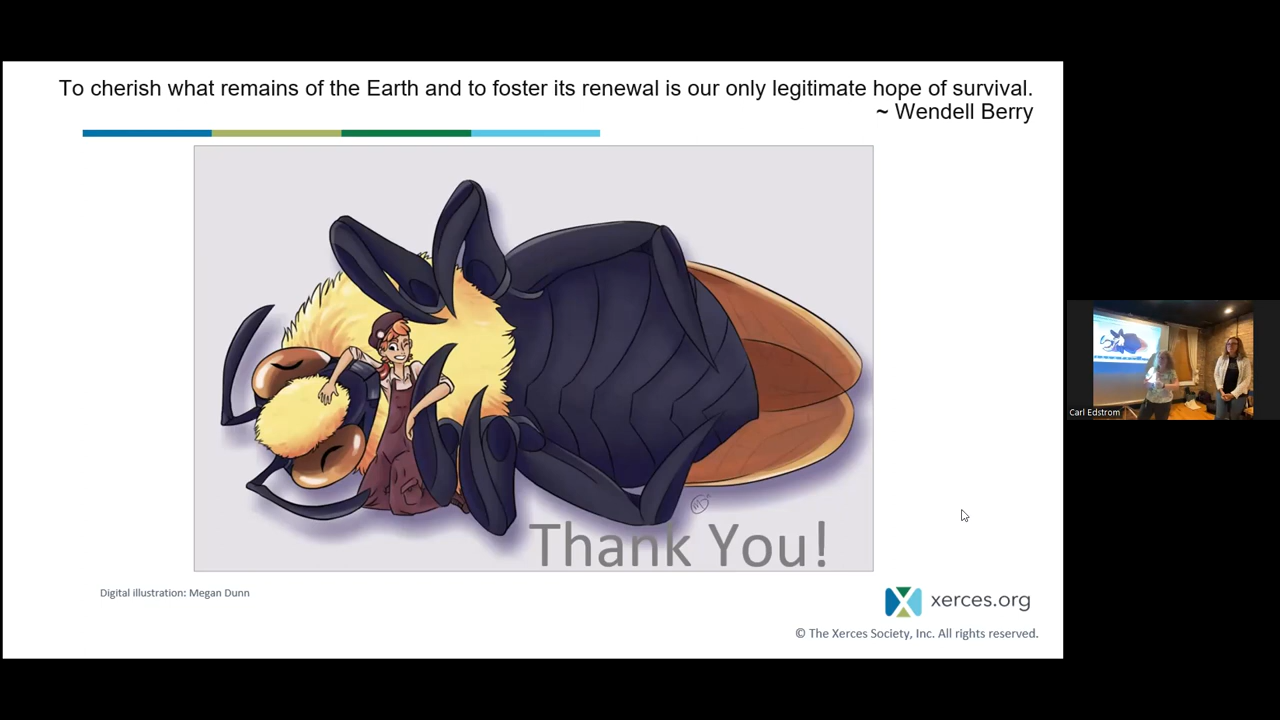 To cherish what remains of the Earth and to foster its renewal is our only legitimate hope of survival.
~ Wendell Berry
Thank You!
Digital illustration: Megan Dunn
xerces.org
© The Xerces Society, Inc. All rights reserved.
Carl Edstrom